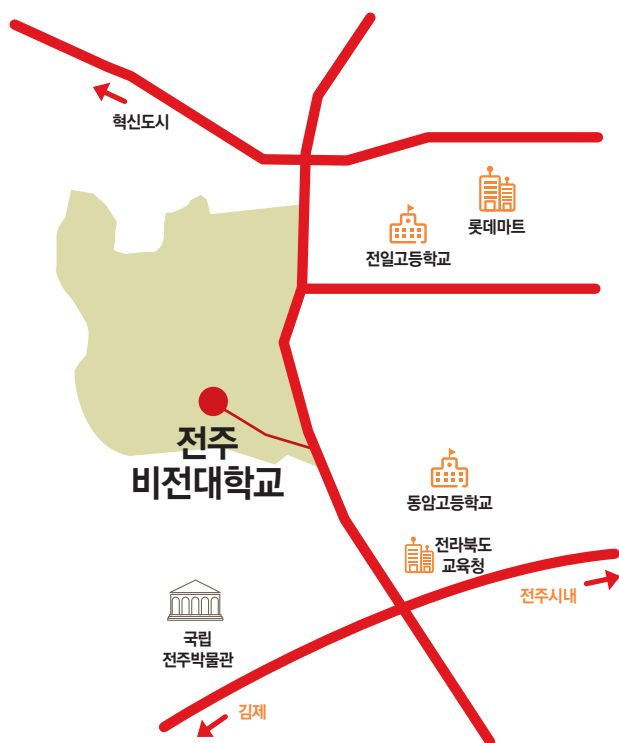 혁신도시
롯데마트
전일고등학교
전주
비전대학교
동암고등학교
전라북도
교육청
전주시내
국립
전주박물관
김제